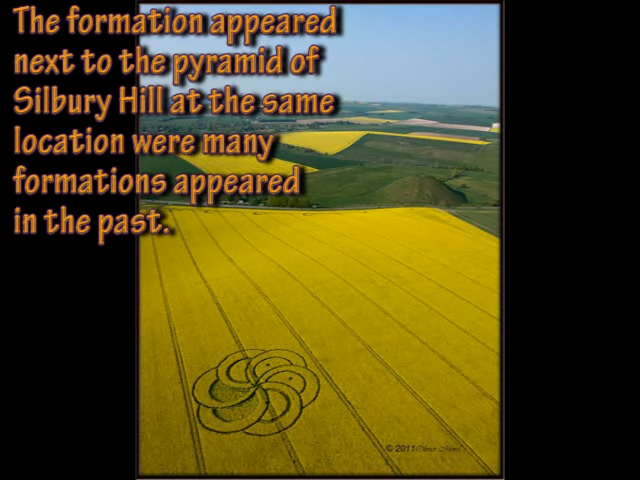 The formation appeared
next to the pyramid of
Silbury Hill at the same
location were many
formations appeared
in the past.
© 2011